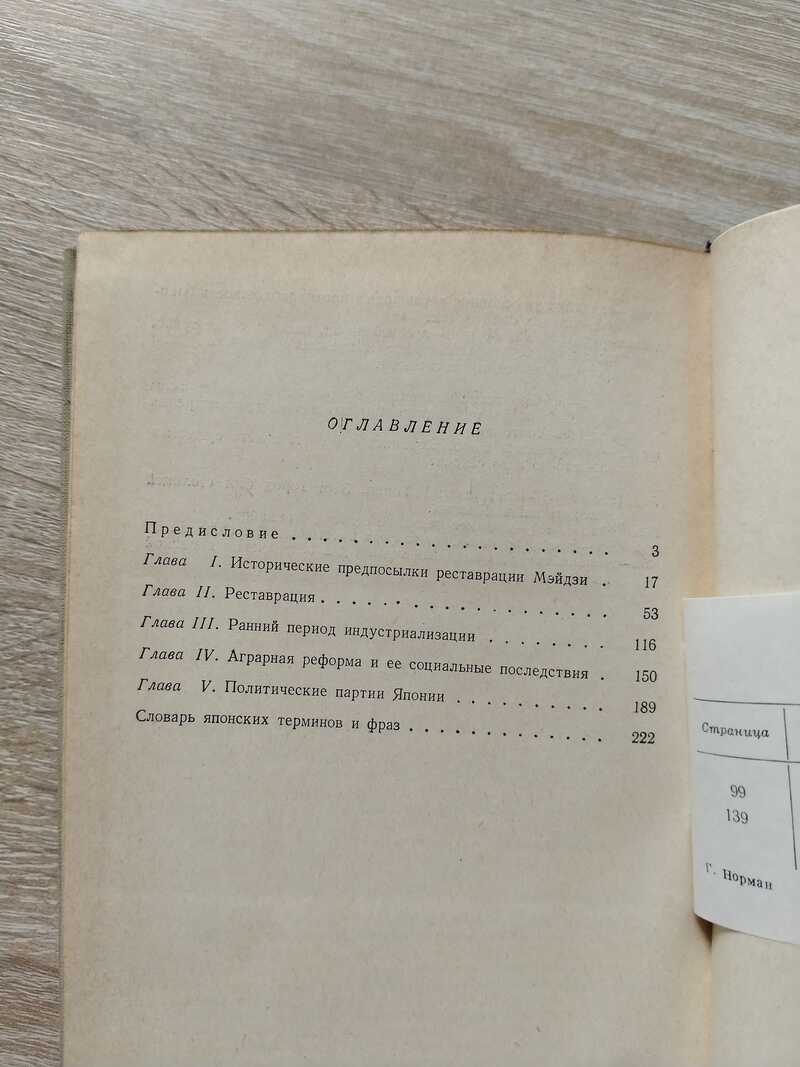 ОГЛАВЛЕНИЕ
Предисловие . . . . . . . . . . . . . . . . . . . . 3
Глава I. Исторические предпосылки реставрации Мэйдзи . 17
Глава II. Реставрация . . . . . . . . . . . . . . . . . 53
Глава III. Ранний период индустриализации . . . . . . . . 116
Глава IV. Аграрная реформа и ее социальные последствия . 150
Глава V. Политические партии Японии . . . . . . . . . . 189
Словарь японских терминов и фраз . . . . . . . . . . . . . 222
Страница
99
139
Г. Норман